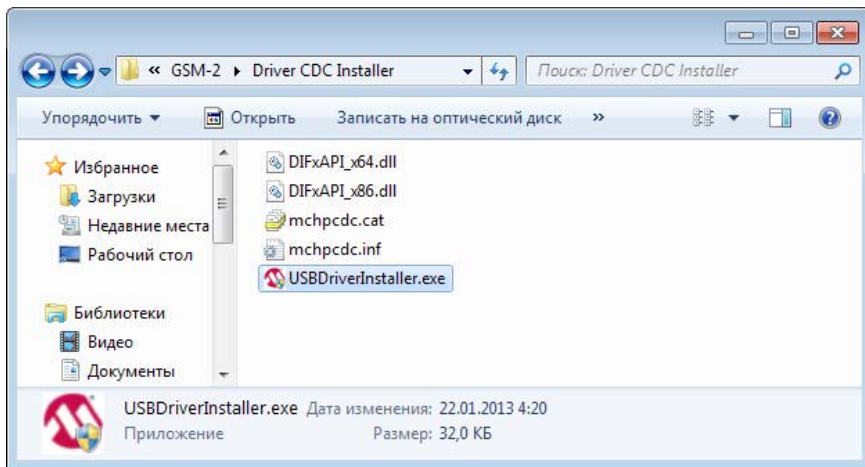 « GSM-2 ▸ Driver CDC Installer
Поиск: Driver CDC Installer
Упорядочить ▾ Открыть Записать на оптический диск »
Избранное
Загрузки
Недавние места
Рабочий стол
Библиотеки
Видео
Документы
DIFxAPI_x64.dll
DIFxAPI_x86.dll
mchpcdc.cat
mchpcdc.inf
USBDriverInstaller.exe
USBDriverInstaller.exe Дата изменения: 22.01.2013 4:20
Приложение Размер: 32,0 КБ